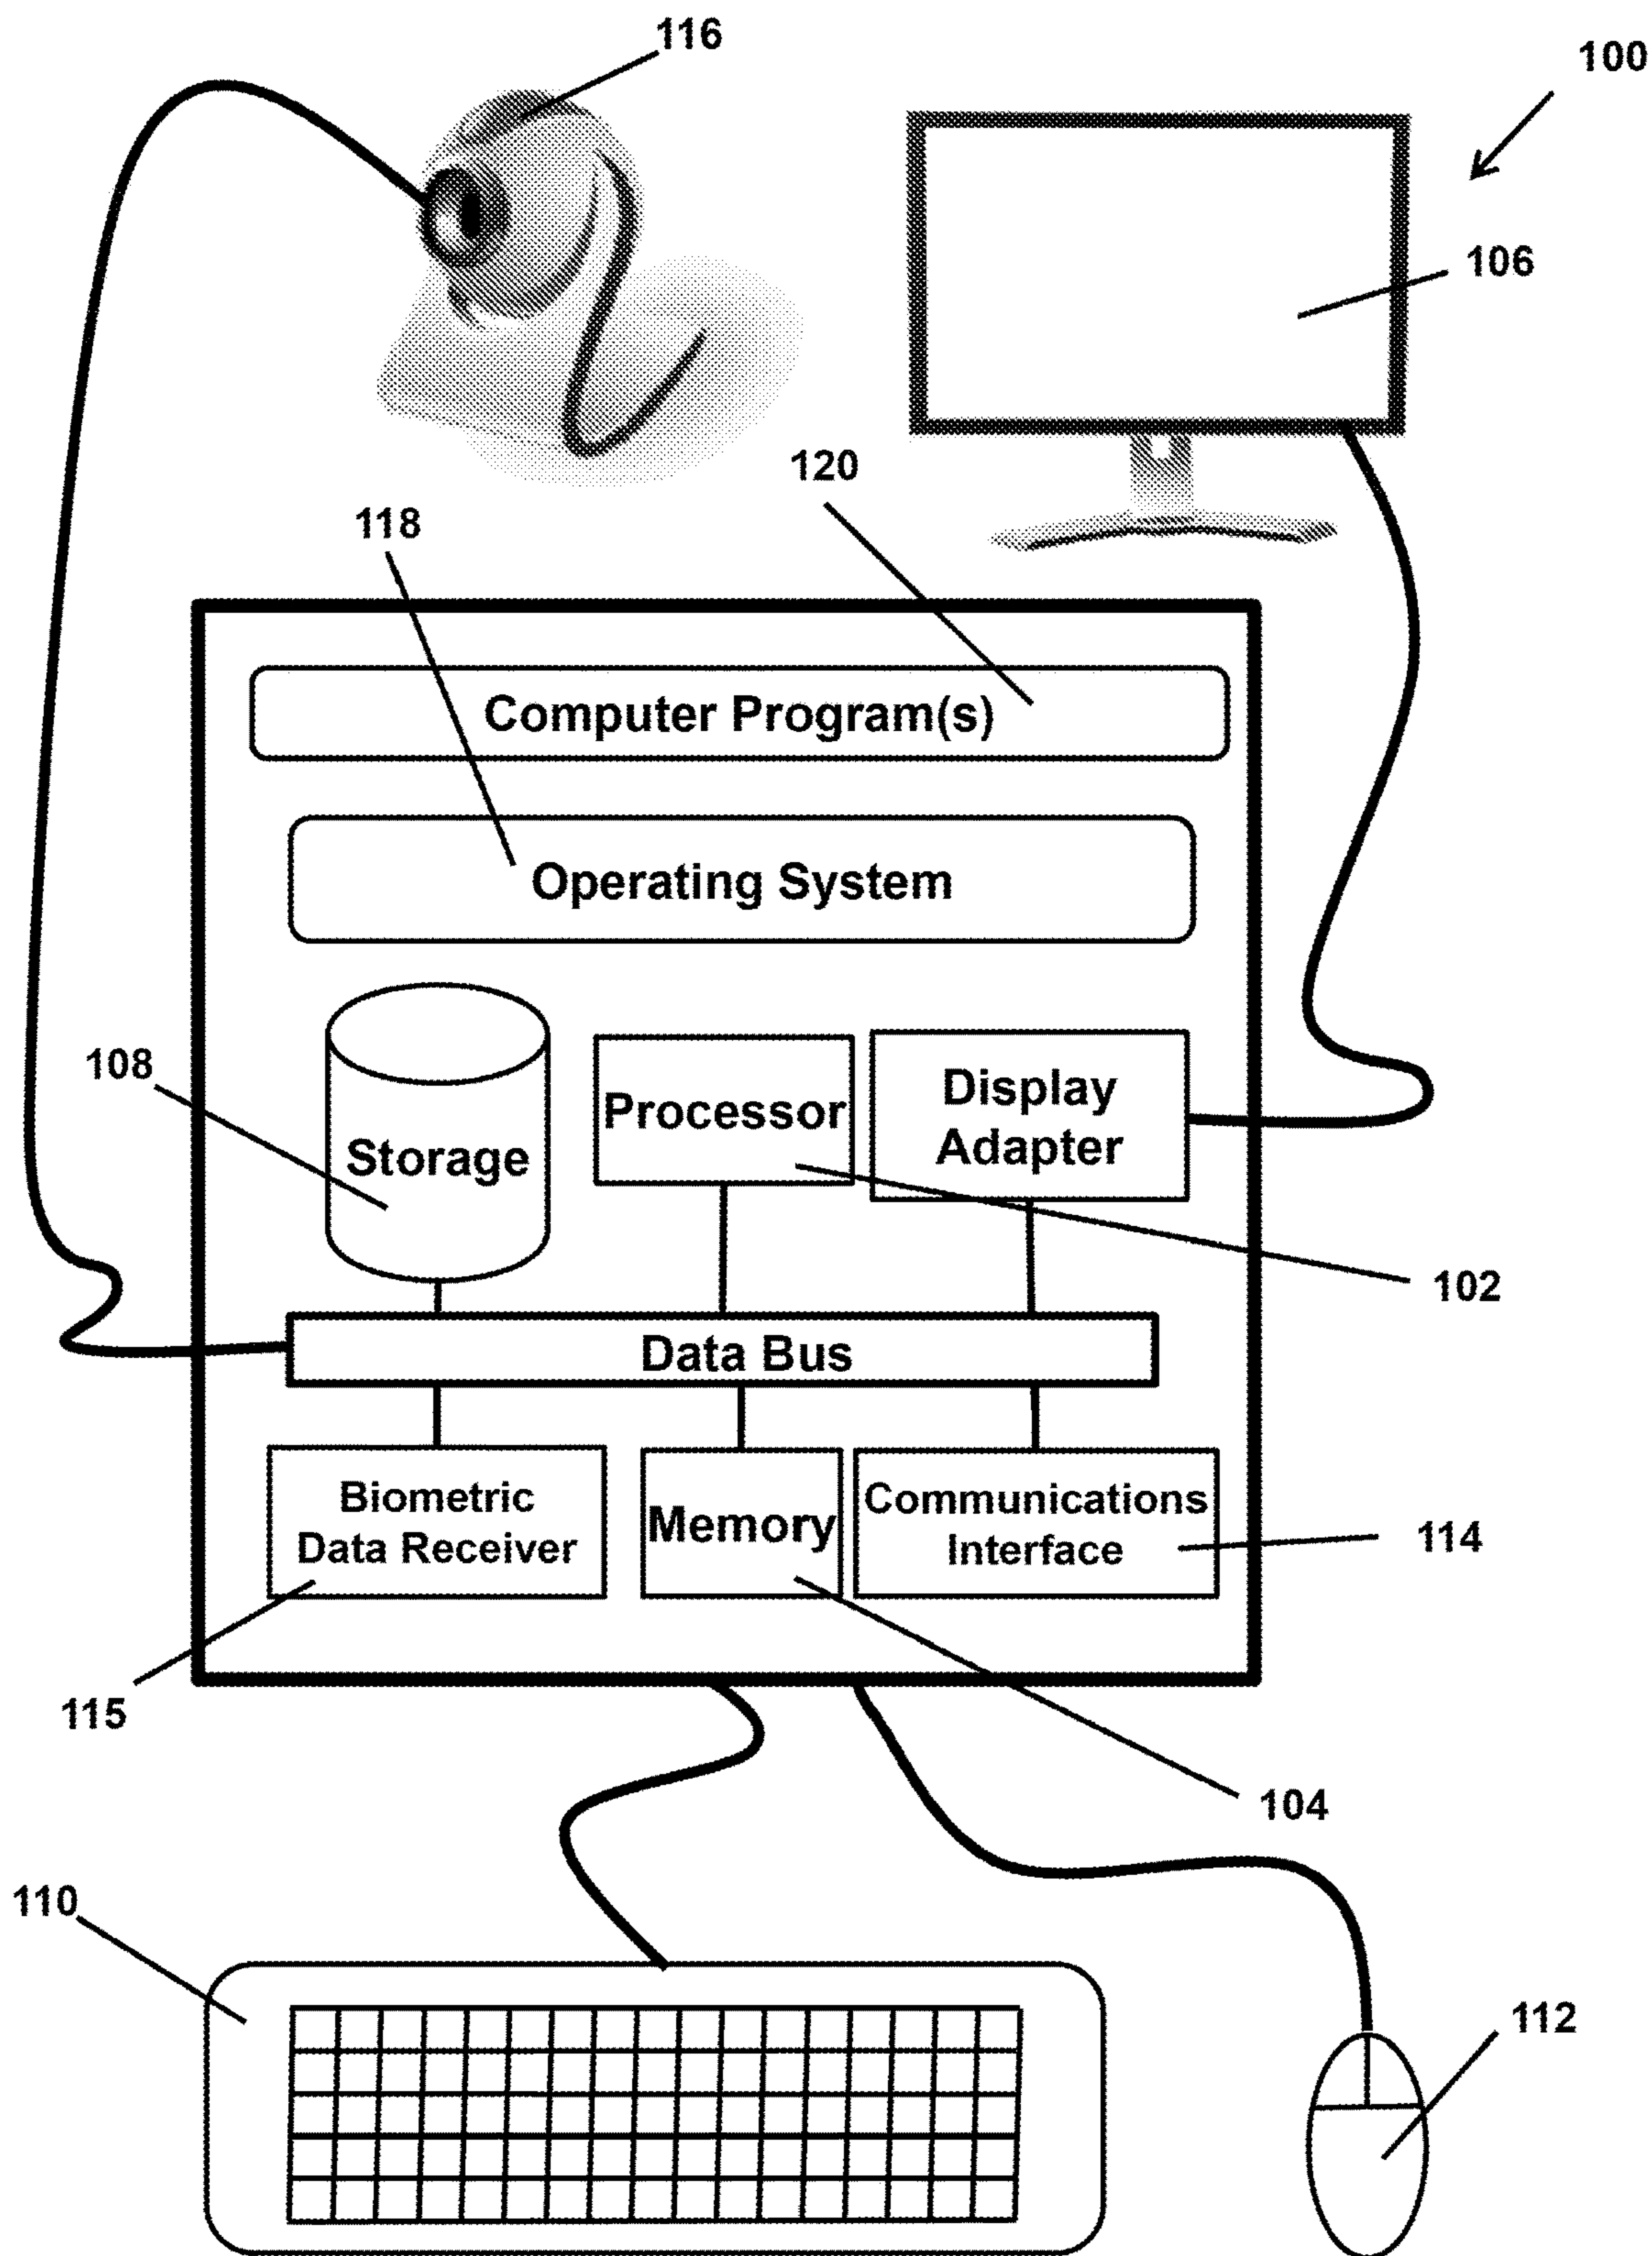 116
100
106
120
118
Computer Program(s)
Operating System
108
Storage
Processor
Display
Adapter
102
Data Bus
Biometric
Data Receiver
Memory
Communications
Interface
114
115
104
110
112